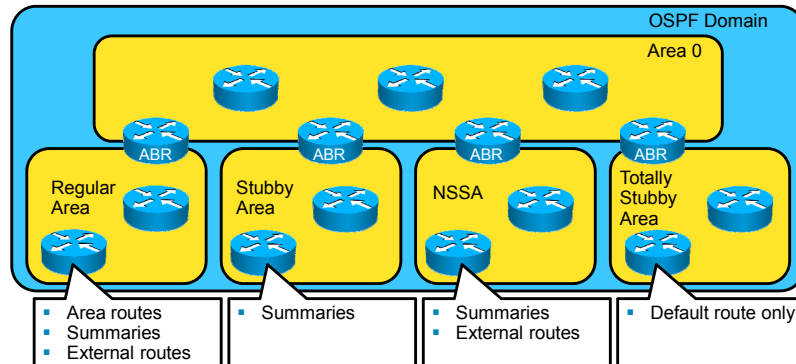 OSPF Domain
Area 0
ABR
ABR
ABR
ABR
Regular
Area
Stubby
Area
NSSA
Totally
Stubby
Area
▪ Area routes
▪ Summaries
▪ External routes
▪ Summaries
▪ Summaries
▪ External routes
▪ Default route only